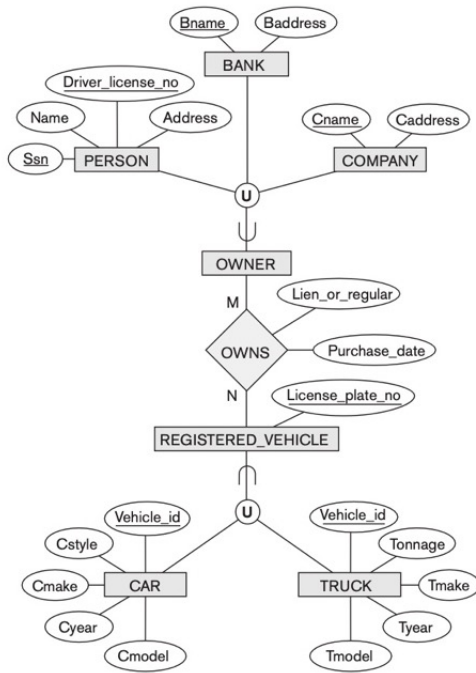 Bname
Baddress
BANK
Driver_license_no
Name
Address
Ssn
PERSON
Cname
Caddress
COMPANY
U
OWNER
M
Lien_or_regular
OWNS
Purchase_date
N
License_plate_no
REGISTERED_VEHICLE
U
Vehicle_id
Cstyle
Cmake
CAR
Cyear
Cmodel
Vehicle_id
Tonnage
TRUCK
Tmake
Tyear
Tmodel